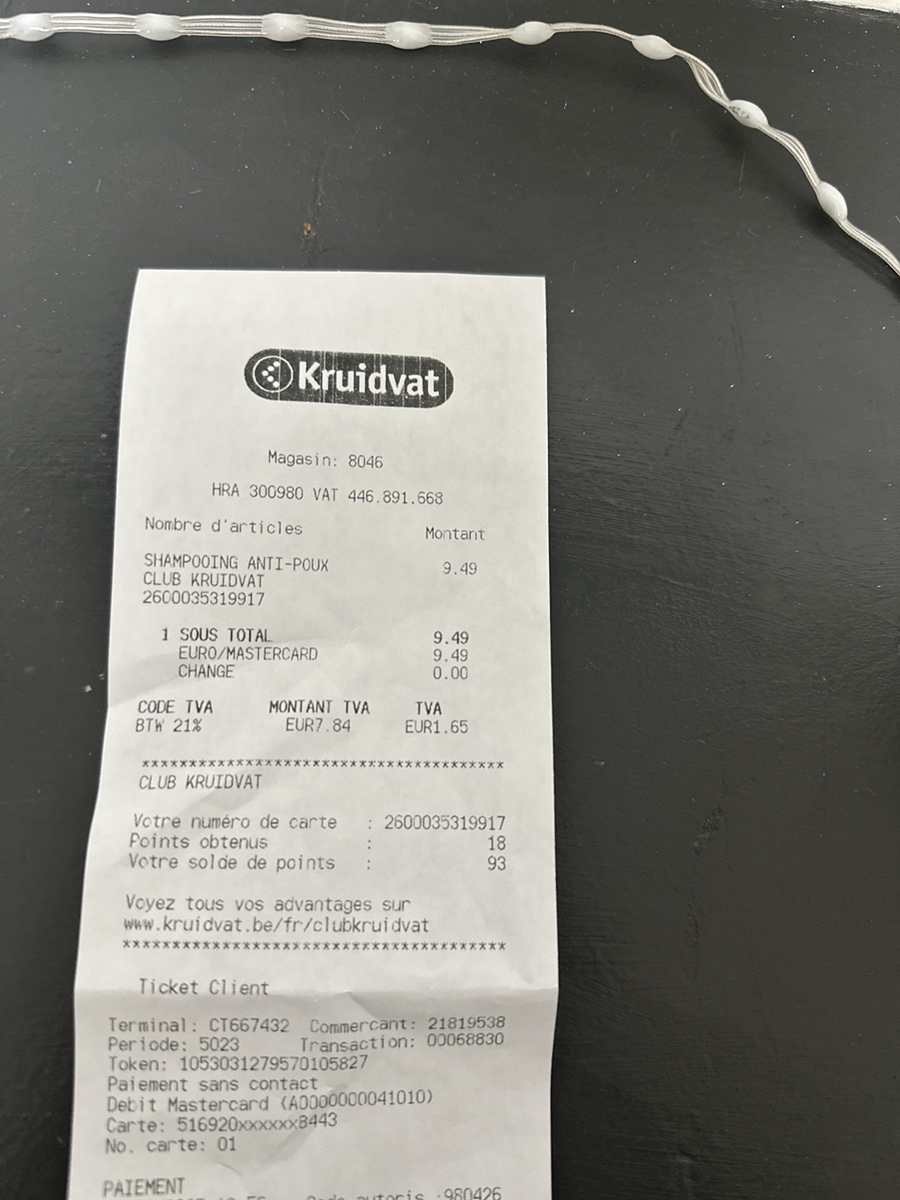 Kruidvat
Magasin: 8046
HRA 300980 VAT 446.891.668
Nombre d'articles Montant
SHAMPOOING ANTI-POUX 9.49
CLUB KRUIDVAT
2600035319917
1 SOUS TOTAL 9.49
EURO/MASTERCARD 9.49
CHANGE 0.00
CODE TVA MONTANT TVA TVA
BTW 21% EUR7.84 EUR1.65
****************************************
CLUB KRUIDVAT
Votre numéro de carte : 2600035319917
Points obtenus : 18
Votre solde de points : 93
Voyez tous vos advantages sur
www.kruidvat.be/fr/clubkruidvat
****************************************
Ticket Client
Terminal: CT667432 Commercant: 21819538
Periode: 5023 Transaction: 00068830
Token: 1053031279570105827
Paiement sans contact
Debit Mastercard (A0000000041010)
Carte: 516920xxxxxx8443
No. carte: 01
PAIEMENT
980426